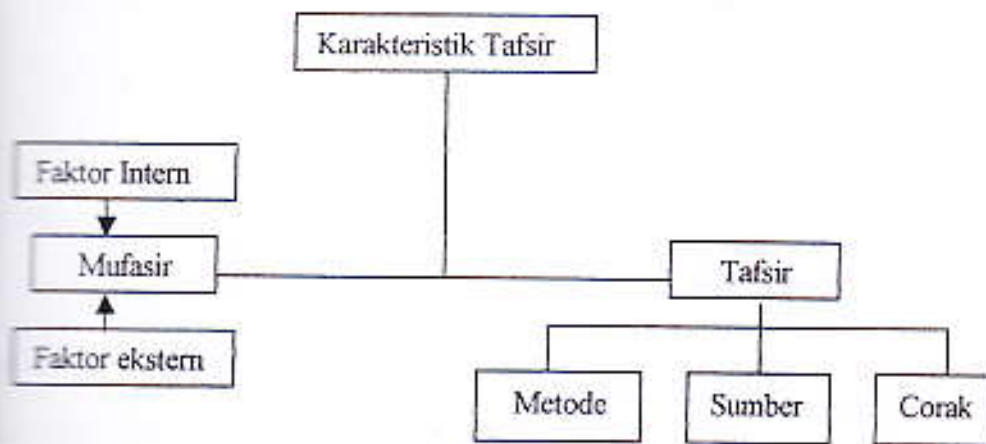 Karakteristik Tafsir
Faktor Intern
Mufasir
Tafsir
Faktor ekstern
Metode
Sumber
Corak